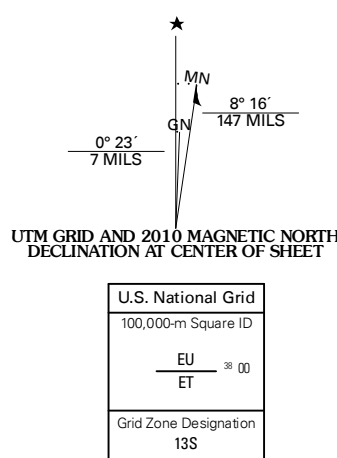 ★
MN
GN
8° 16´
147 MILS
0° 23´
7 MILS
UTM GRID AND 2010 MAGNETIC NORTH
DECLINATION AT CENTER OF SHEET
U.S. National Grid
100,000-m Square ID
EU
38 00
ET
Grid Zone Designation
13S